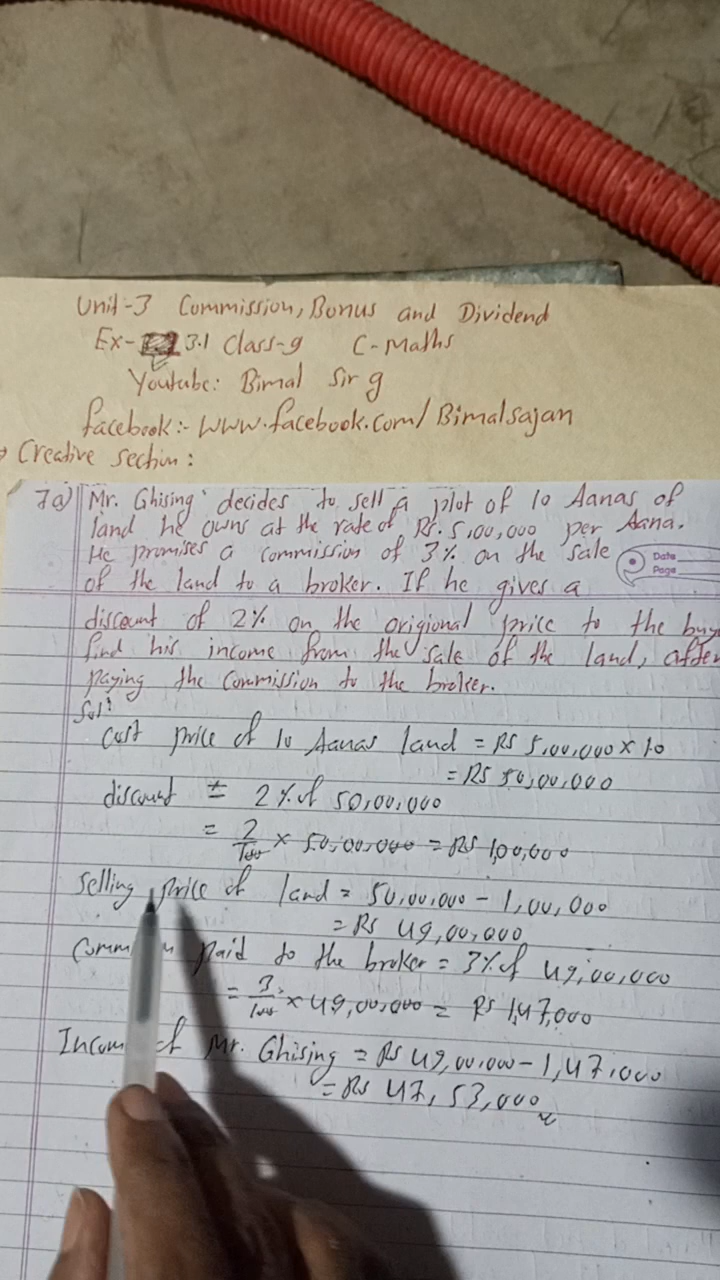 Unit-3 Commission, Bonus and Dividend
Ex- 3.1 Class-9 C-Maths
Youtube: Bimal Sir g
facebook:- www.facebook.com/Bimalsajan
Creative section:
7a) Mr. Ghising decides to sell a plot of 10 Aanas of
land he owns at the rate of Rs. 5,00,000 per Aana.
He promises a commission of 3% on the sale
Date
Page
of the land to a broker. If he gives a
discount of 2% on the origional price to the
find his income from the sale of the land, after
paying the commission to the broker.
Sol:
Cost price of 10 Aanas land = RS 5,00,000 x 10
= RS 50,00,000
discount = 2% of 50,00,000
= 2/100 x 50,00,000 = RS 1,00,000
Selling price of land = 50,00,000 - 1,00,000
= RS 49,00,000
paid to the broker = 3% of 49,00,000
= 3/100 x 49,00,000 = RS 1,47,000
Mr. Ghising = RS 49,00,000 - 1,47,000
= RS 47,53,000